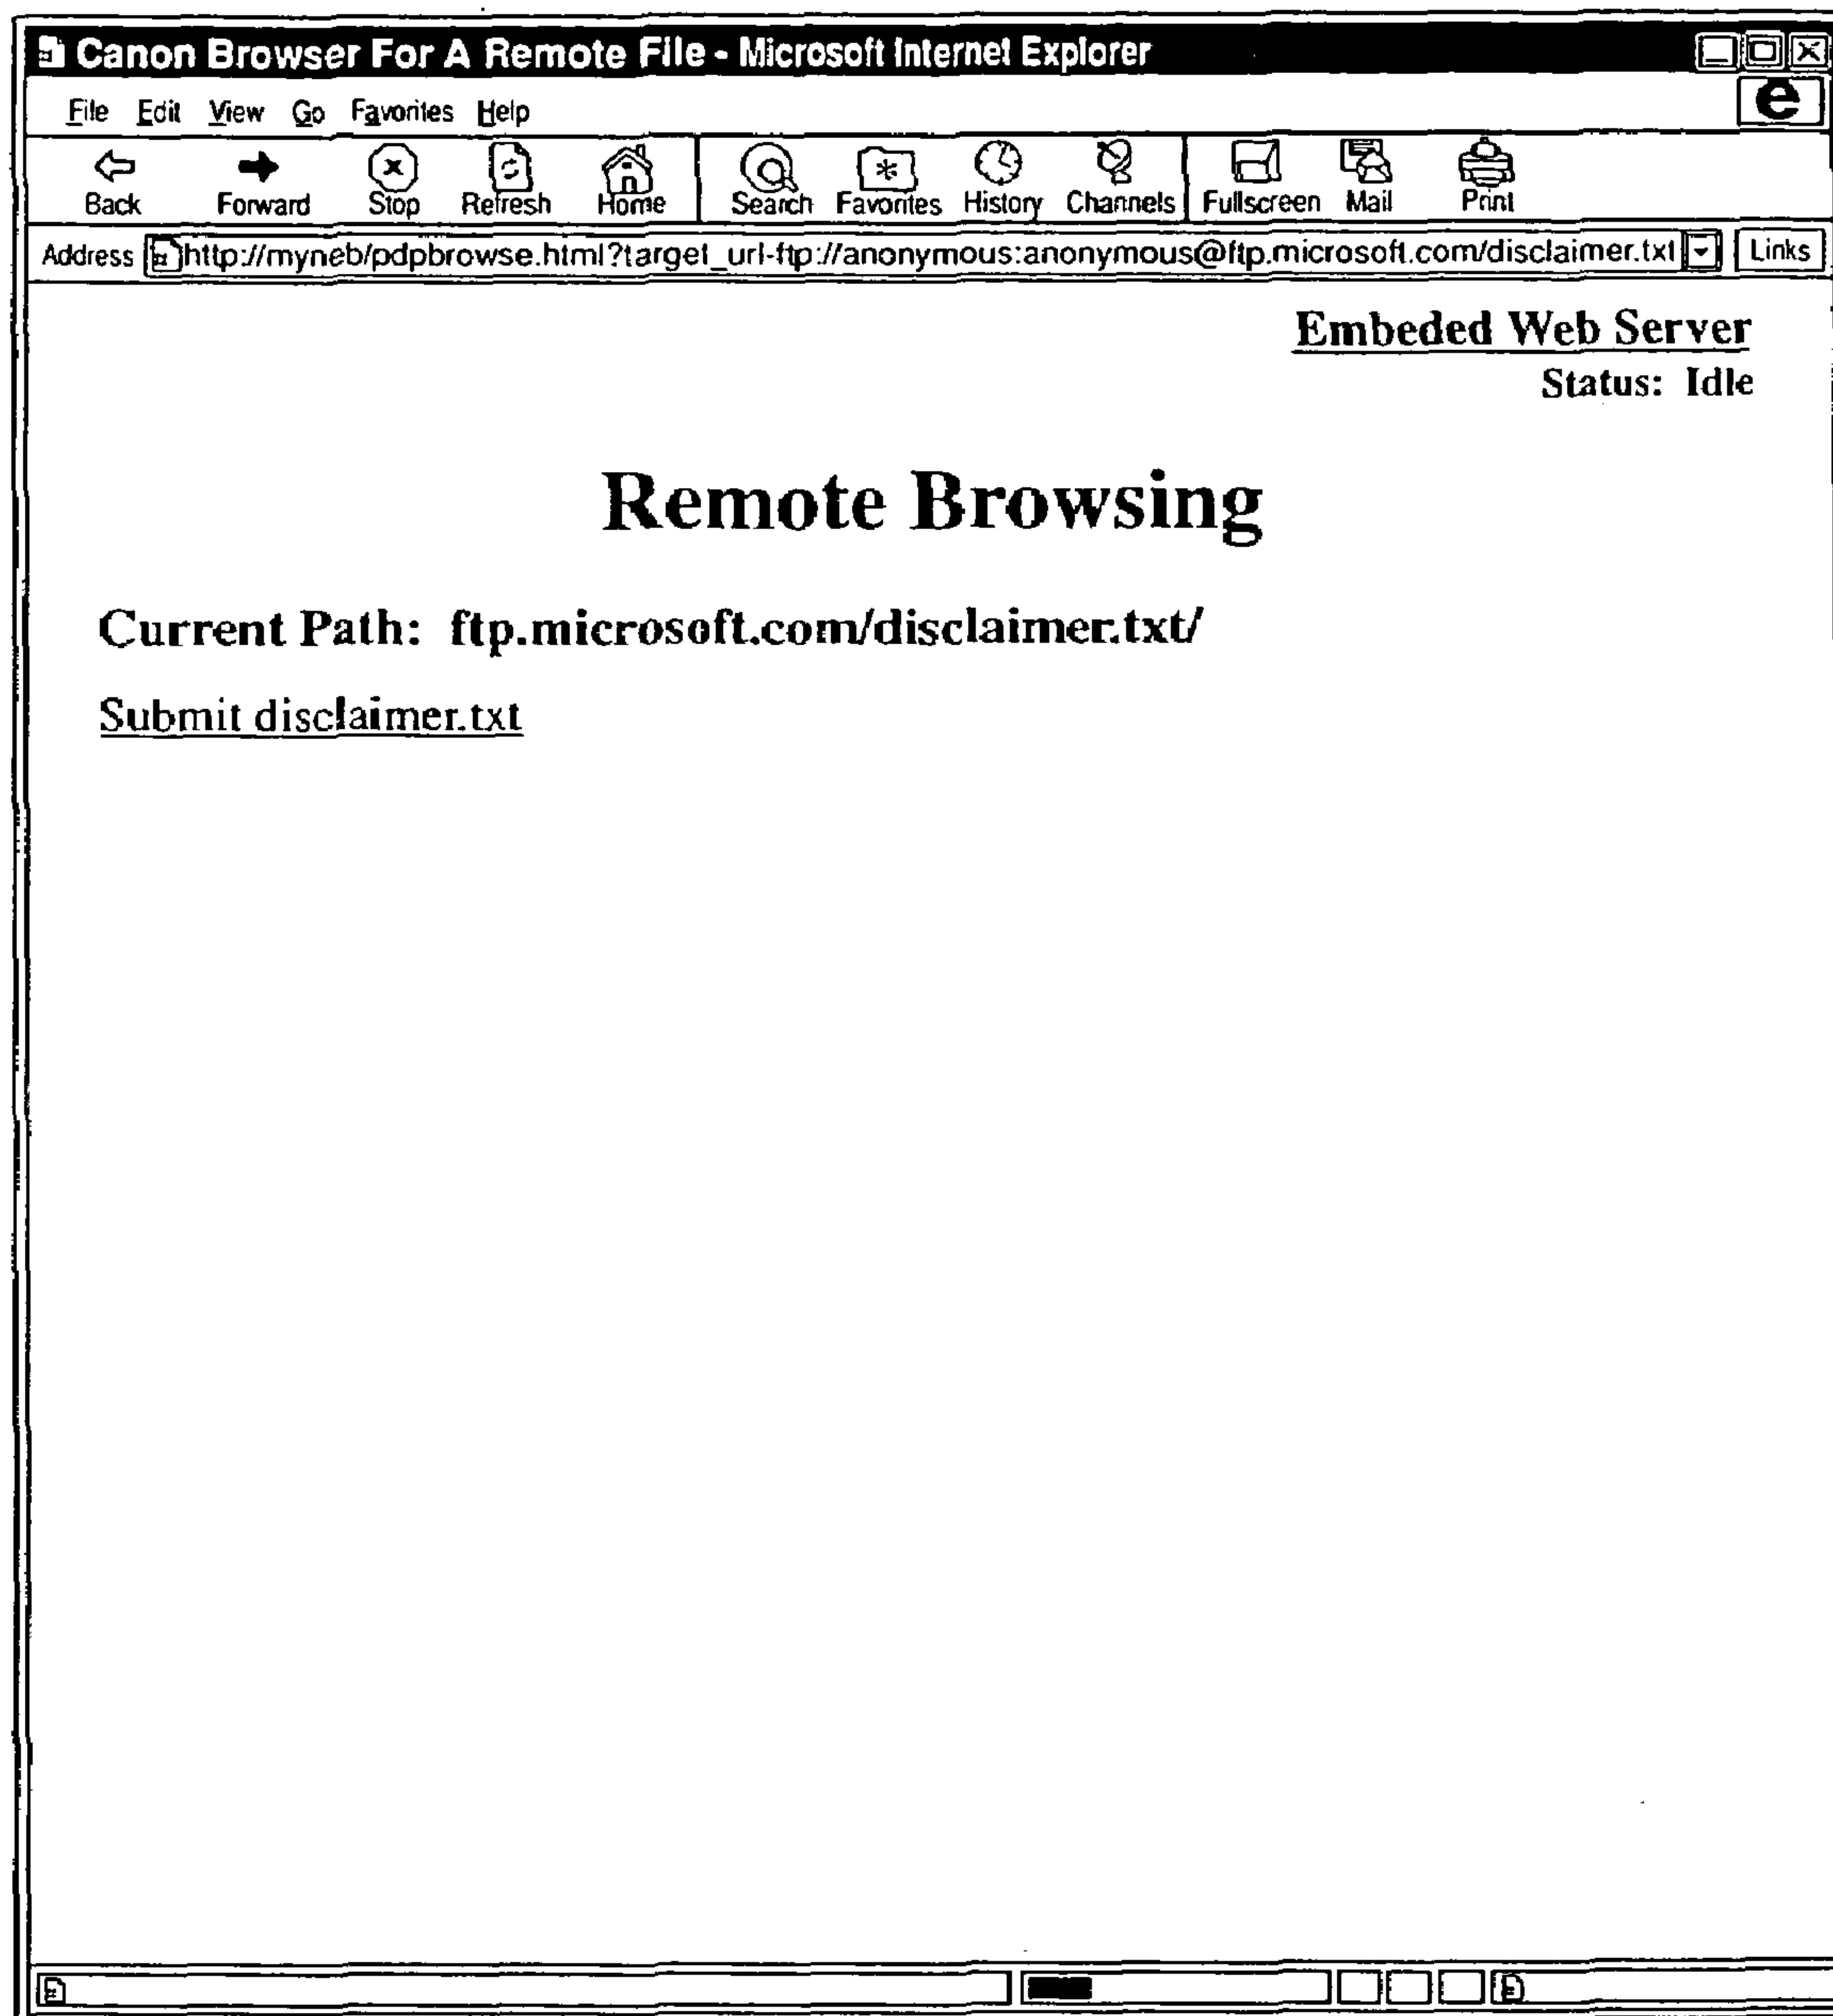 Canon Browser For A Remote File - Microsoft Internet Explorer
File Edit View Go Favorites Help
e
Back Forward Stop Refresh Home Search Favorites History Channels Fullscreen Mail Print
Address http://myneb/pdpbrowse.html?target_url-ftp://anonymous:anonymous@ftp.microsoft.com/disclaimer.txt Links
Embeded Web Server
Status: Idle
Remote Browsing
Current Path: ftp.microsoft.com/disclaimer.txt/
Submit disclaimer.txt